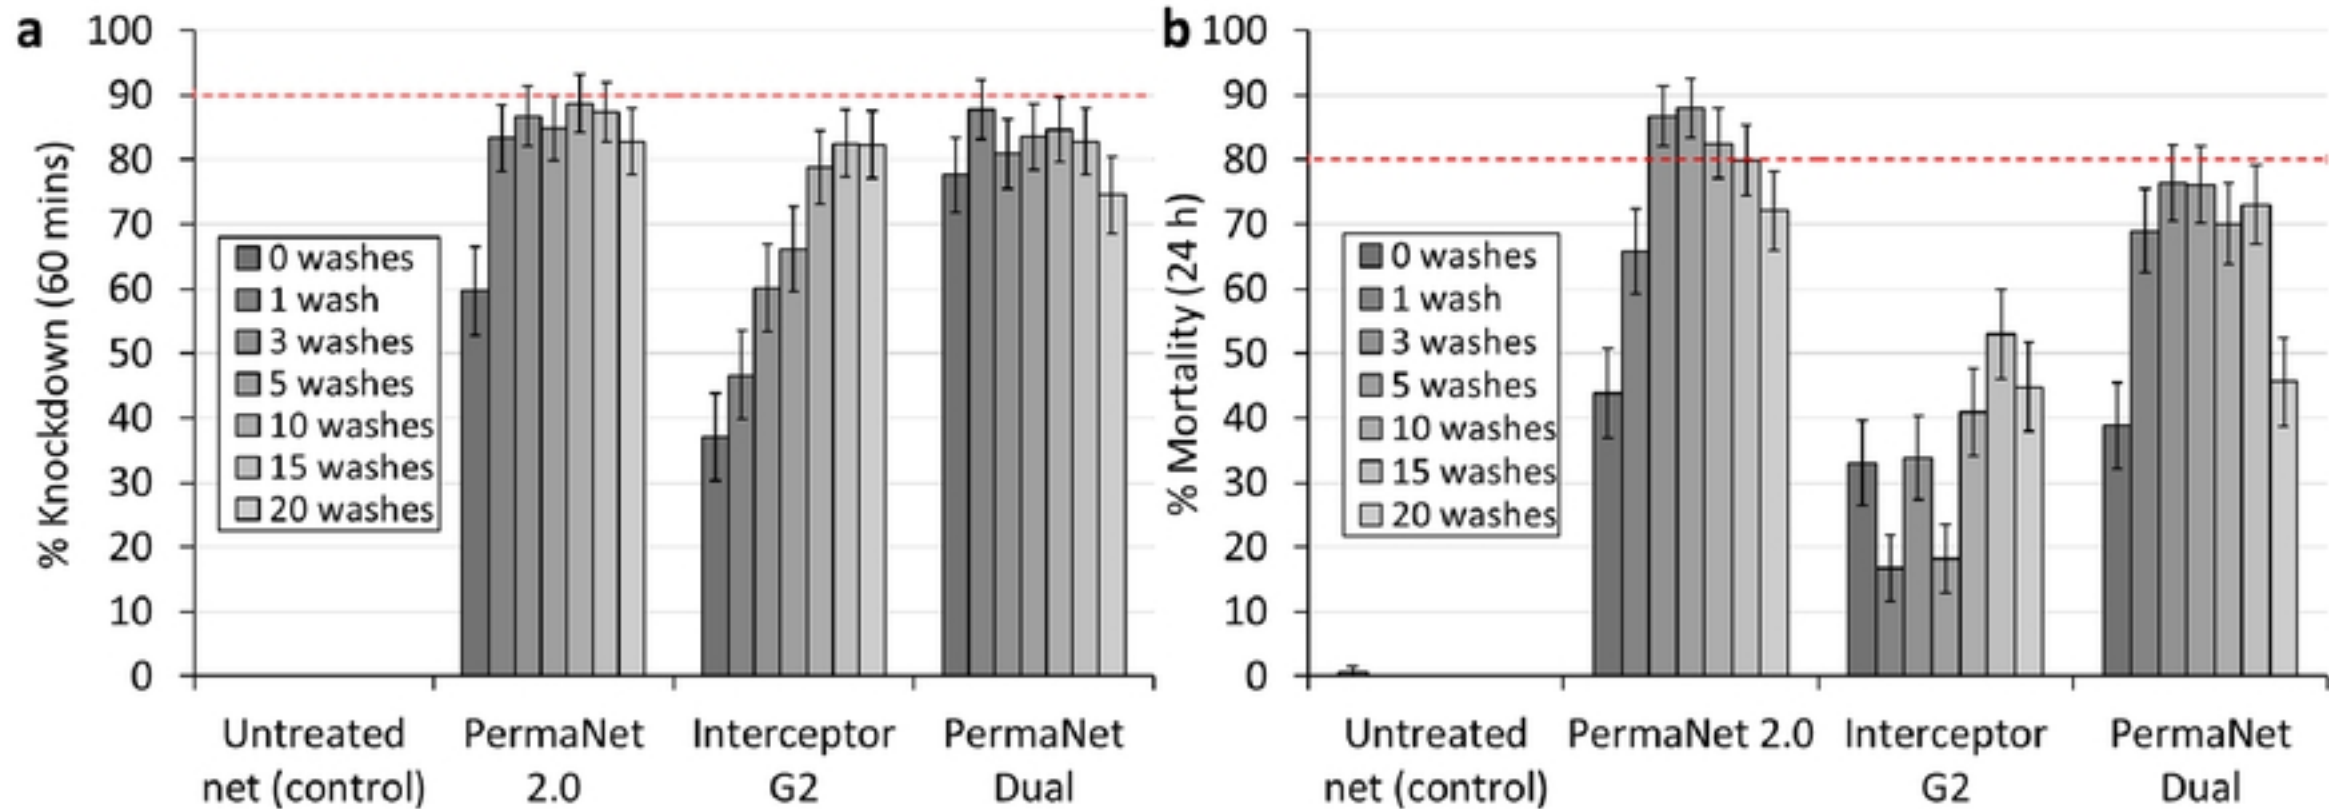 a
% Knockdown (60 mins)
100
90
80
70
60
50
40
30
20
10
0
0 washes
1 wash
3 washes
5 washes
10 washes
15 washes
20 washes
Untreated
net (control)
PermaNet
2.0
Interceptor
G2
PermaNet
Dual
b
% Mortality (24 h)
100
90
80
70
60
50
40
30
20
10
0
0 washes
1 wash
3 washes
5 washes
10 washes
15 washes
20 washes
Untreated
net (control)
PermaNet 2.0
Interceptor
G2
PermaNet
Dual